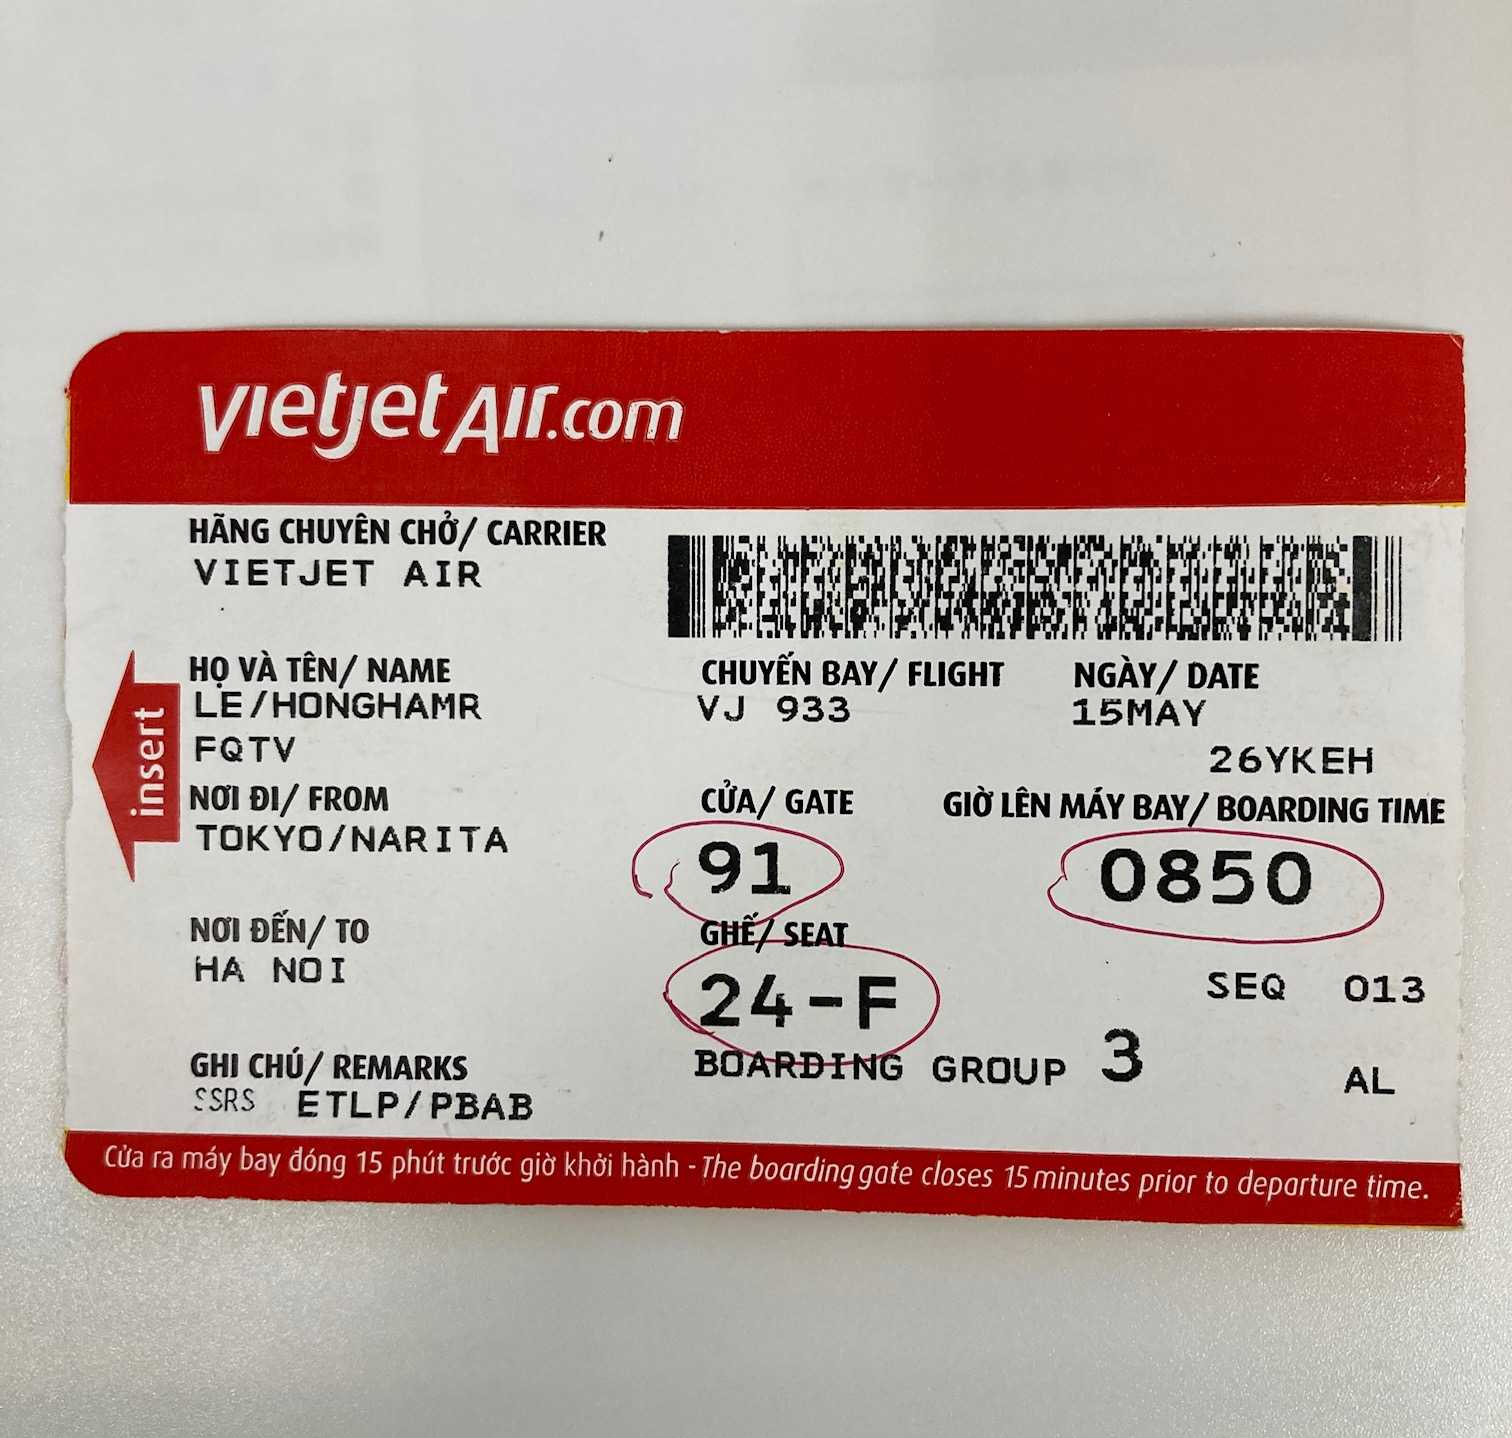 vietjetAir.com
HÃNG CHUYÊN CHỞ/ CARRIER
VIETJET AIR
HỌ VÀ TÊN/ NAME
LE/HONGHAMR
FQTV
CHUYẾN BAY/ FLIGHT
VJ 933
NGÀY/ DATE
15MAY
26YKEH
insert
NƠI ĐI/ FROM
TOKYO/NARITA
CỬA/ GATE
91
GIỜ LÊN MÁY BAY/ BOARDING TIME
0850
NƠI ĐẾN/ TO
HA NOI
GHẾ/ SEAT
24-F
SEQ 013
GHI CHÚ/ REMARKS
SSRS ETLP/PBAB
BOARDING GROUP 3
AL
Cửa ra máy bay đóng 15 phút trước giờ khởi hành - The boarding gate closes 15 minutes prior to departure time.